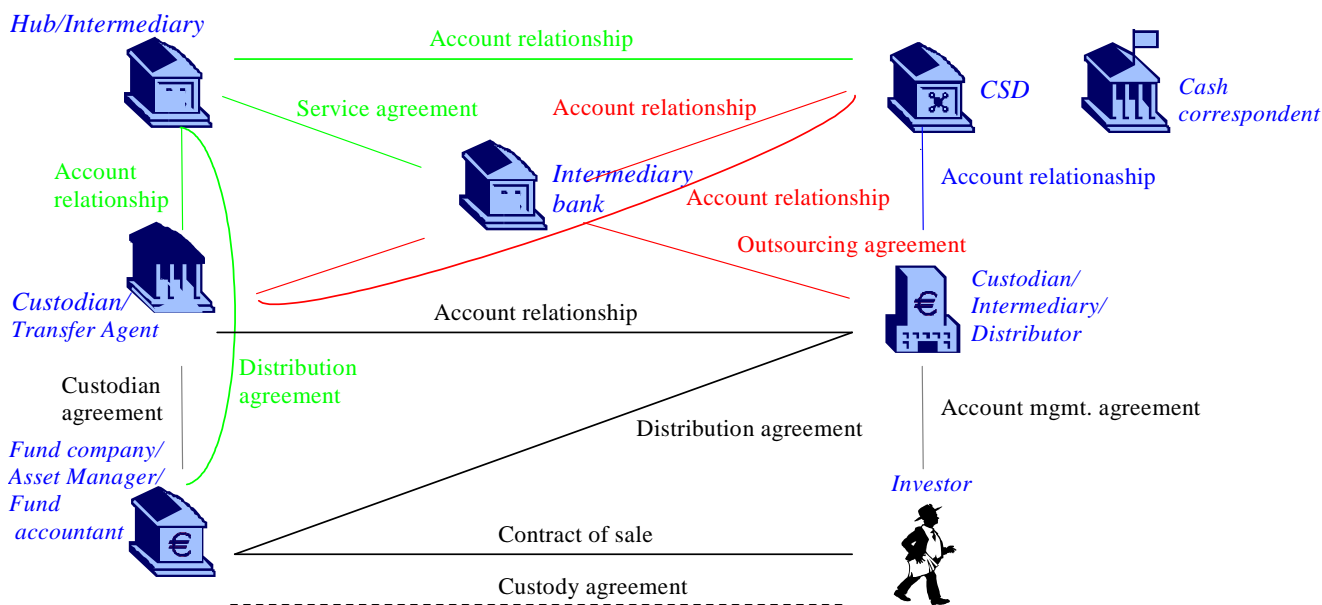 Hub/Intermediary
Account relationship
Service agreement
Account relationship
CSD
Cash
correspondent
Account
relationship
Intermediary
bank
Account relationaship
Account relationship
Outsourcing agreement
Custodian/
Transfer Agent
Account relationship
€
Custodian/
Intermediary/
Distributor
Custodian
agreement
Distribution
agreement
Distribution agreement
Account mgmt. agreement
Fund company/
Asset Manager/
Fund
accountant
€
Investor
Contract of sale
Custody agreement